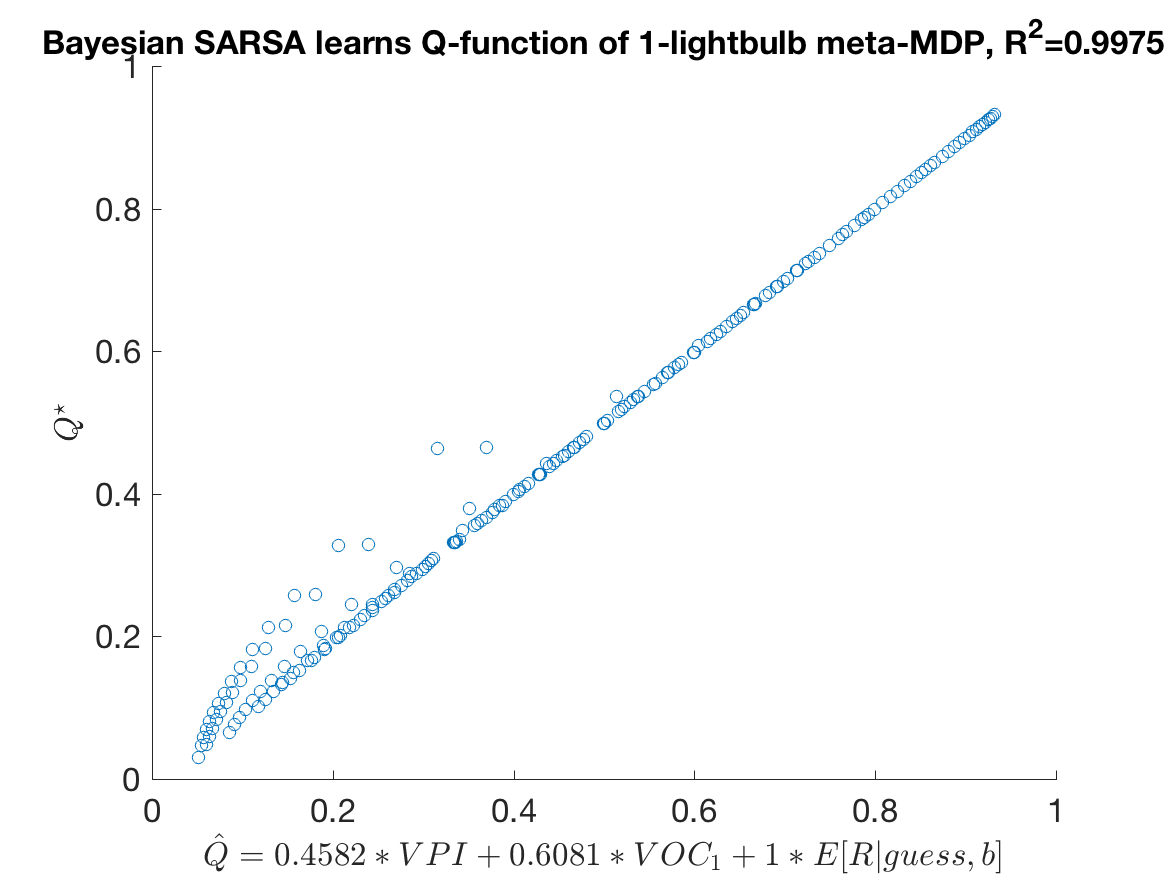 Bayesian SARSA learns Q-function of 1-lightbulb meta-MDP, R²=0.9975
1
0.8
0.6
0.4
0.2
0
Q⋆
0 0.2 0.4 0.6 0.8 1
Q̂ = 0.4582 ∗ VPI + 0.6081 ∗ VOC₁ + 1 ∗ E[R|guess, b]